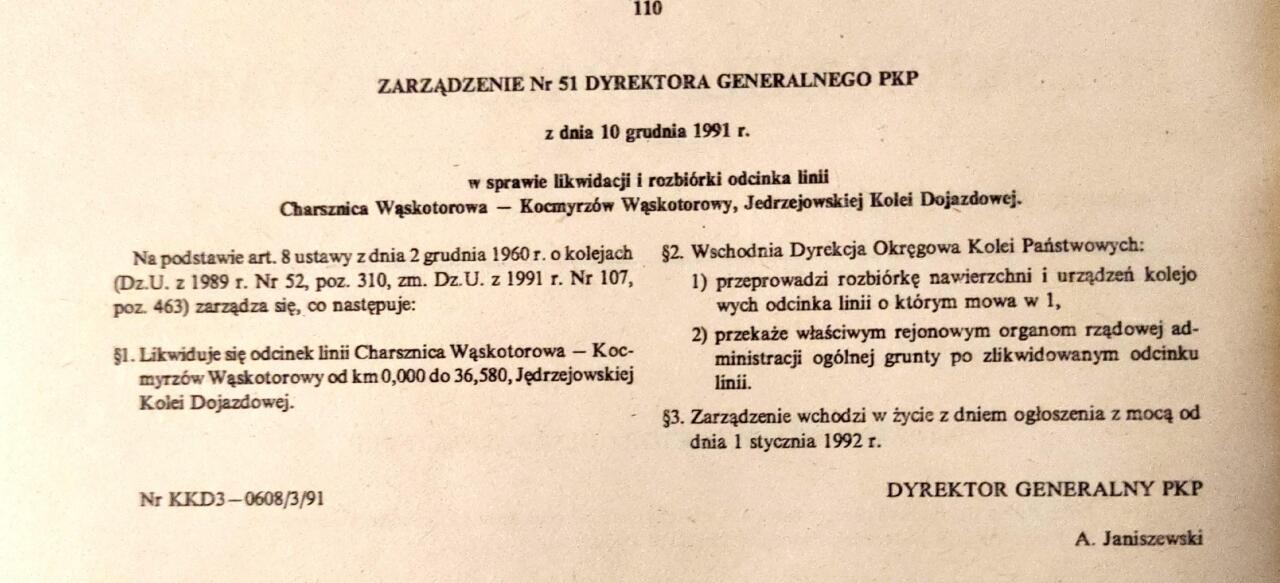 110
ZARZĄDZENIE Nr 51 DYREKTORA GENERALNEGO PKP
z dnia 10 grudnia 1991 r.
w sprawie likwidacji i rozbiórki odcinka linii
Charsznica Wąskotorowa — Kocmyrzów Wąskotorowy, Jedrzejowskiej Kolei Dojazdowej.
Na podstawie art. 8 ustawy z dnia 2 grudnia 1960 r. o kolejach
(Dz.U. z 1989 r. Nr 52, poz. 310, zm. Dz.U. z 1991 r. Nr 107,
poz. 463) zarządza się, co następuje:
§1. Likwiduje się odcinek linii Charsznica Wąskotorowa — Koc-
myrzów Wąskotorowy od km 0,000 do 36,580, Jędrzejowskiej
Kolei Dojazdowej.
§2. Wschodnia Dyrekcja Okręgowa Kolei Państwowych:
1) przeprowadzi rozbiórkę nawierzchni i urządzeń kolejo
wych odcinka linii o którym mowa w 1,
2) przekaże właściwym rejonowym organom rządowej ad-
ministracji ogólnej grunty po zlikwidowanym odcinku
linii.
§3. Zarządzenie wchodzi w życie z dniem ogłoszenia z mocą od
dnia 1 stycznia 1992 r.
Nr KKD3—0608/3/91
DYREKTOR GENERALNY PKP
A. Janiszewski